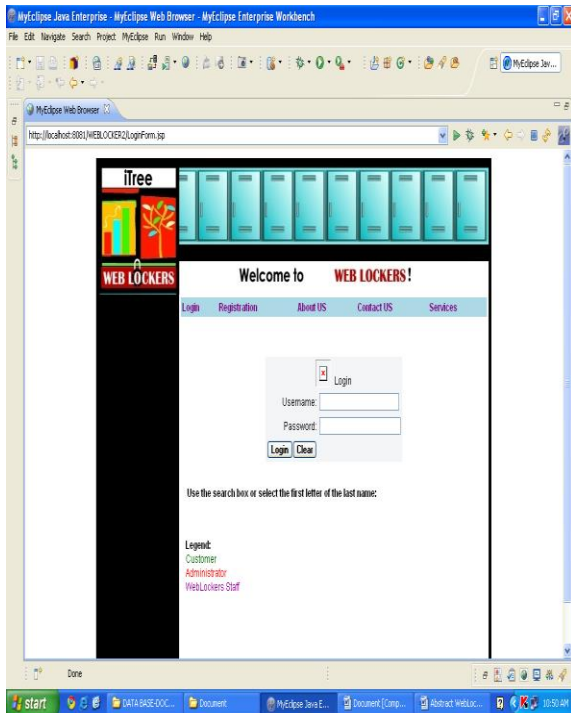 MyEclipse Java Enterprise - MyEclipse Web Browser - MyEclipse Enterprise Workbench
File Edit Navigate Search Project MyEclipse Run Window Help
MyEclipse Jav...
MyEclipse Web Browser
http://localhost:8081/WEBLOCKER2/LoginForm.jsp
iTree
WEB LOCKERS
Welcome to WEB LOCKERS!
Login Registration About US Contact US Services
Login
Username:
Password:
Login Clear
Use the search box or select the first letter of the last name:
Legend:
Customer
Administrator
WebLockers Staff
Done
start DATA BASE-DOC... Document MyEclipse Java E... Document [Comp... Abstract WebLoc... 10:50 AM